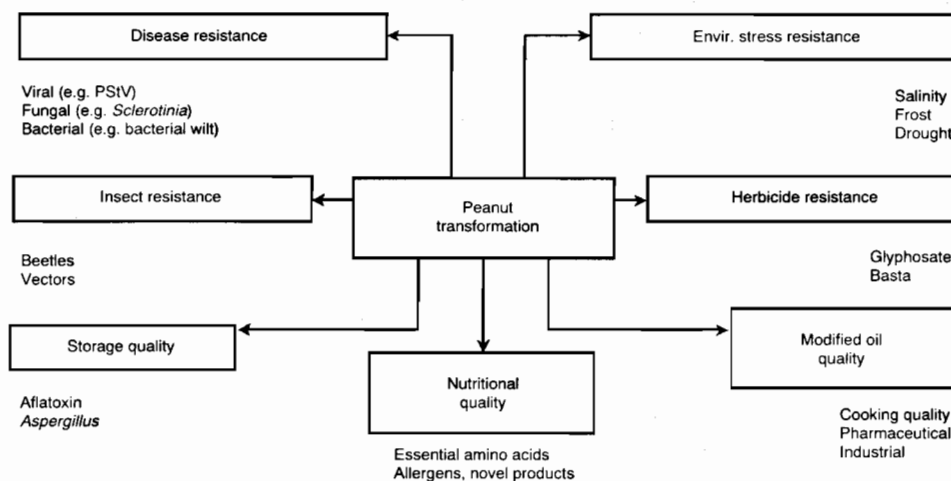 Disease resistance
Envir. stress resistance
Viral (e.g. PStV)
Fungal (e.g. Sclerotinia)
Bacterial (e.g. bacterial wilt)
Salinity
Frost
Drought
Insect resistance
Peanut
transformation
Herbicide resistance
Beetles
Vectors
Glyphosate
Basta
Storage quality
Nutritional
quality
Modified oil
quality
Aflatoxin
Aspergillus
Essential amino acids
Allergens, novel products
Cooking quality
Pharmaceutical
Industrial